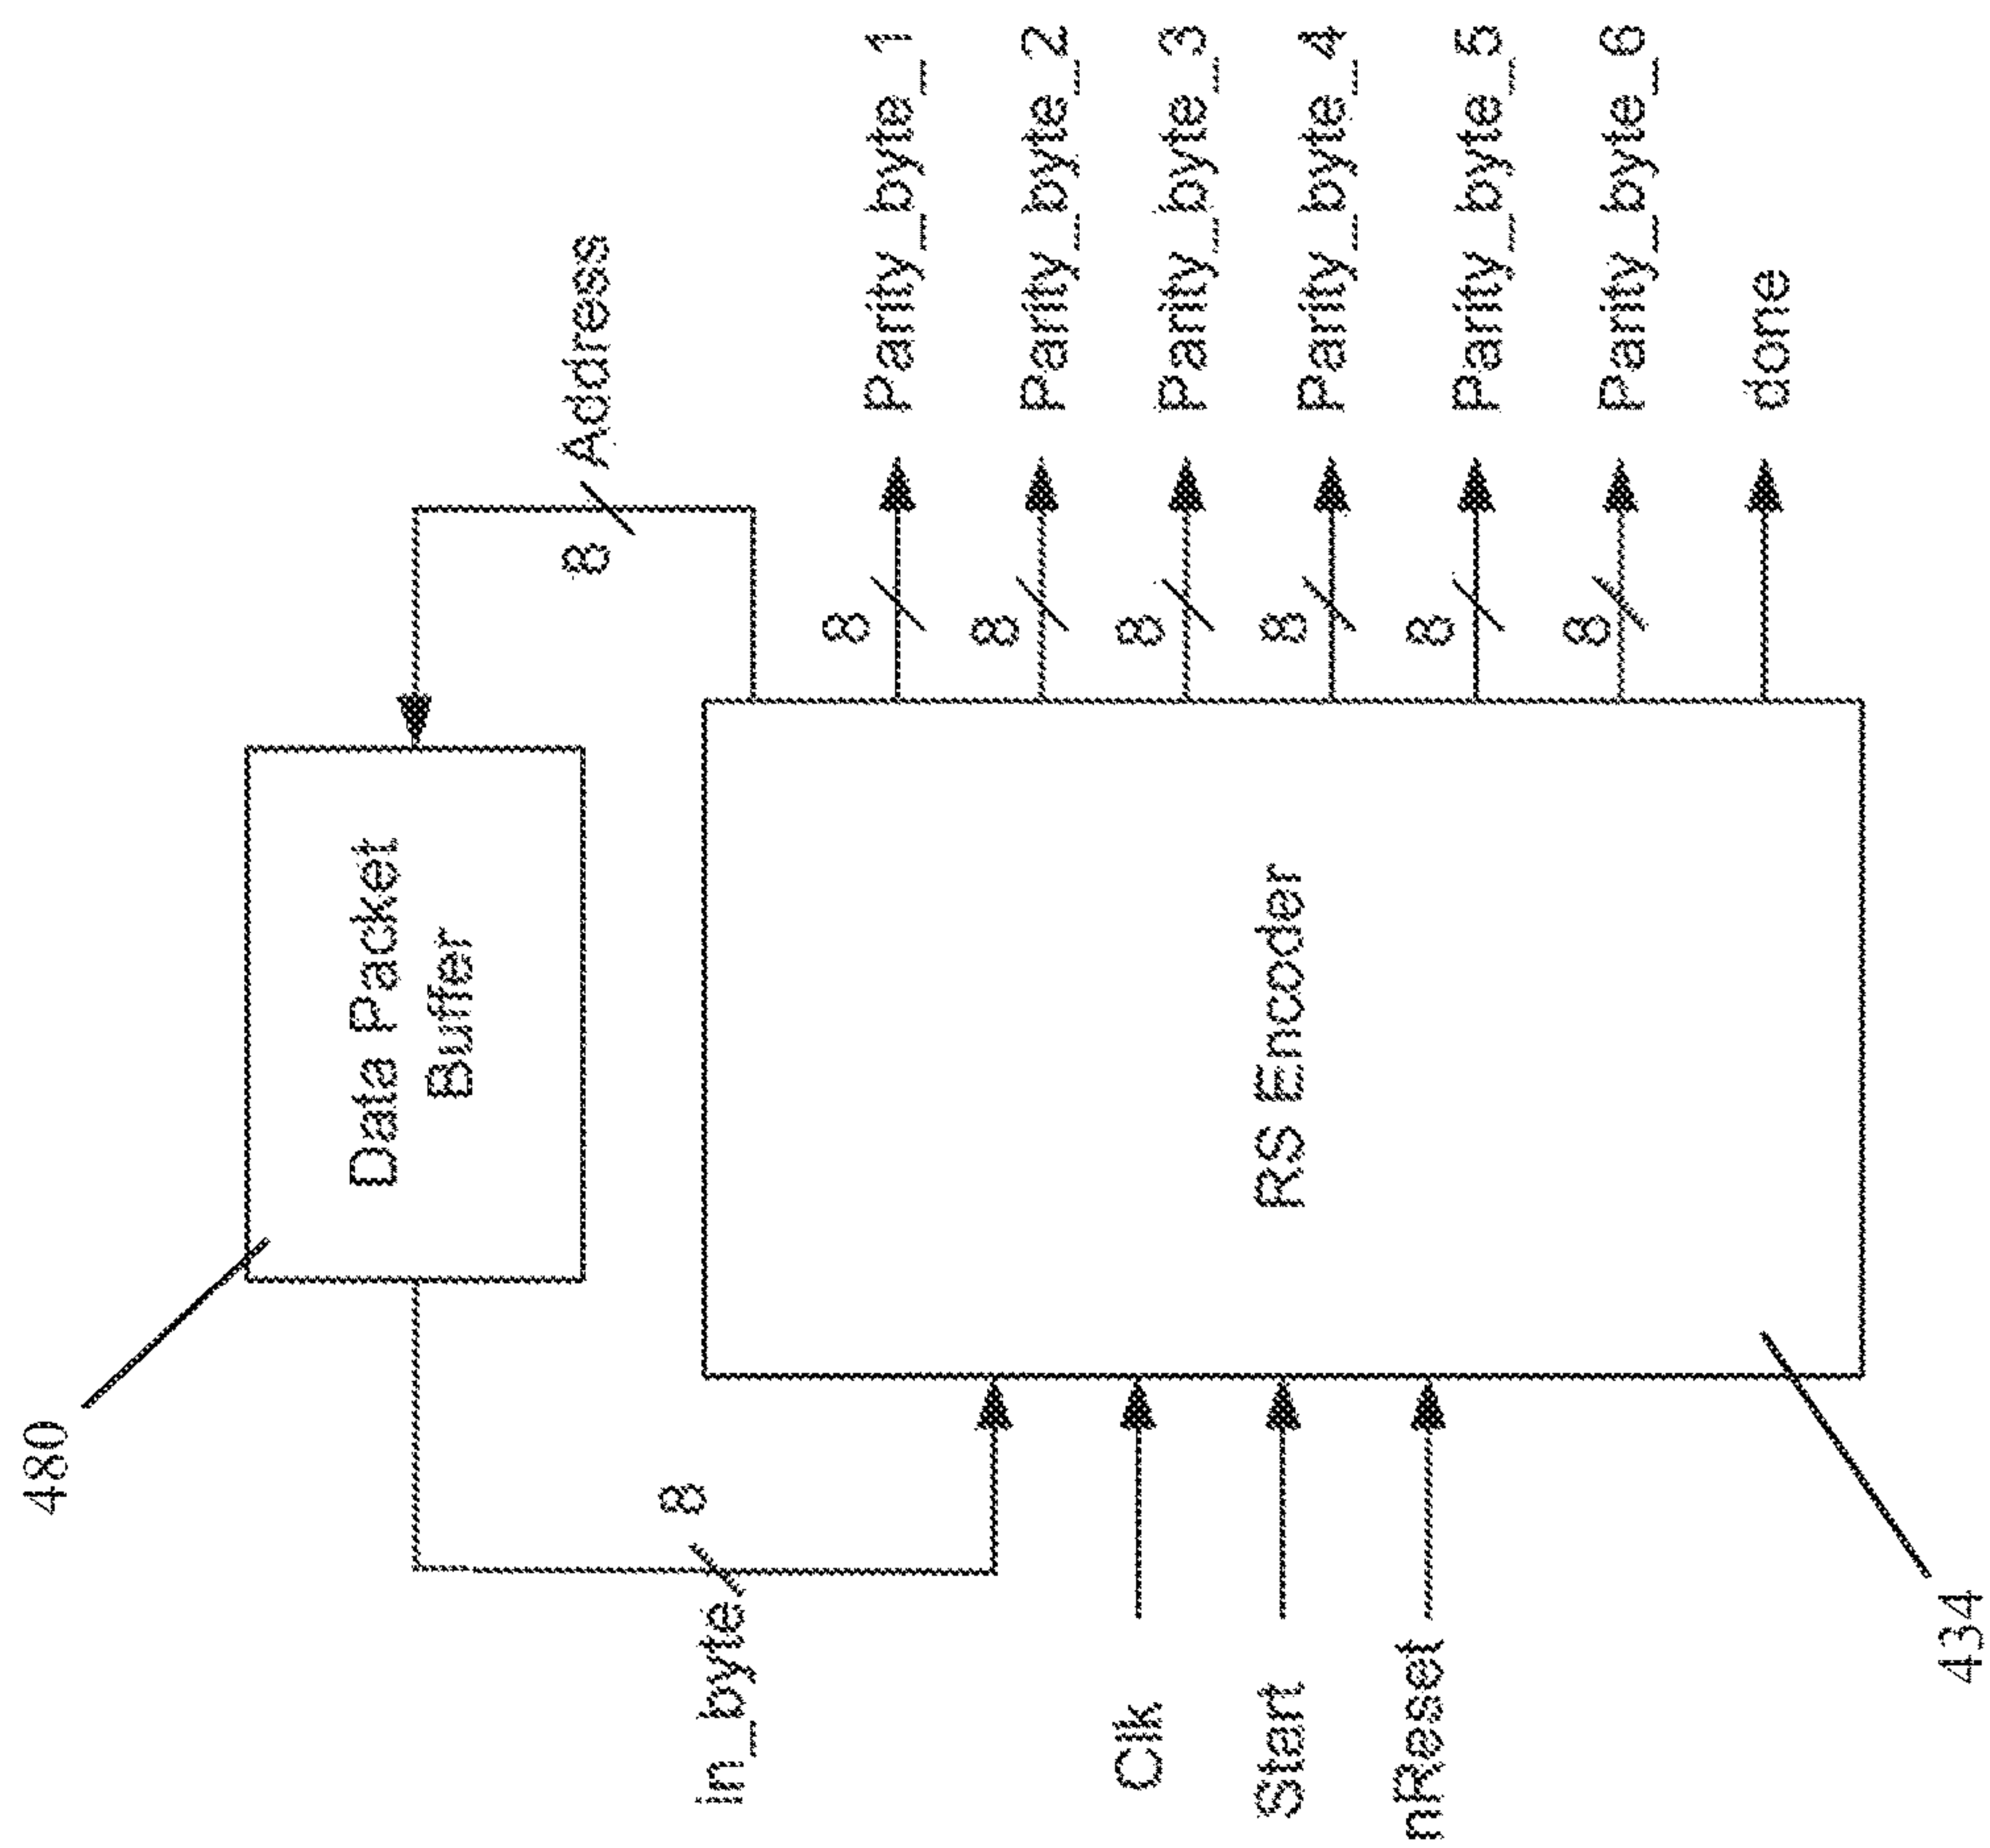 480
Data Packet
Buffer
8
Address
in_byte
8
Clk
Start
nReset
RS Encoder
434
8
Parity_byte_1
8
Parity_byte_2
8
Parity_byte_3
8
Parity_byte_4
8
Parity_byte_5
8
Parity_byte_6
done